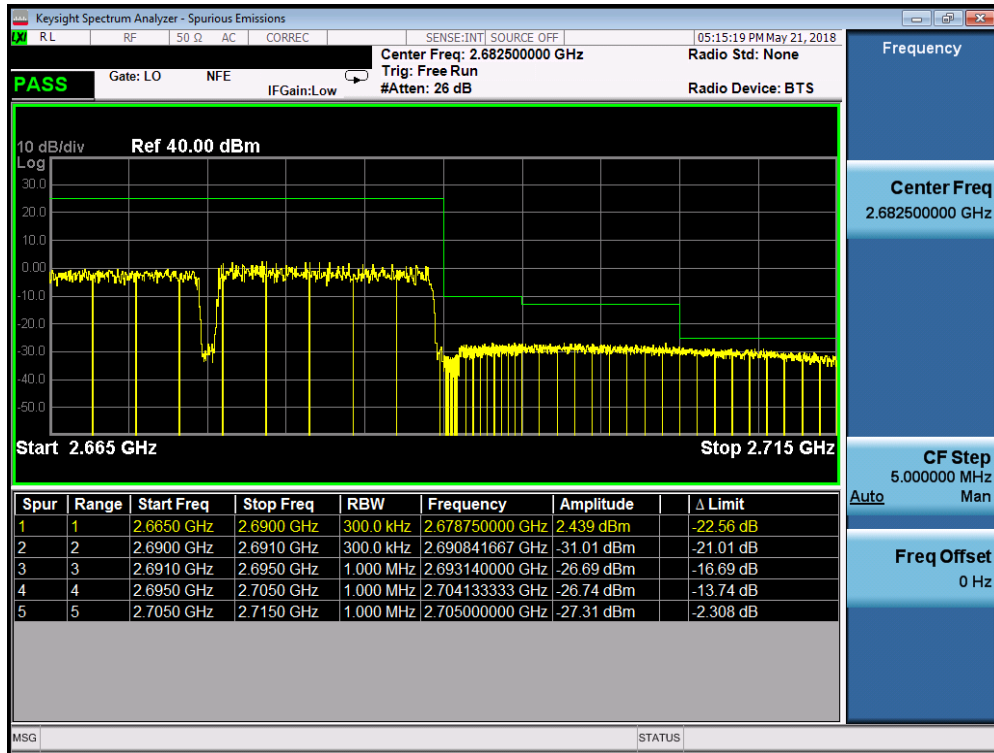 Keysight Spectrum Analyzer - Spurious Emissions
LXI RL RF 50 Ω AC CORREC SENSE:INT SOURCE OFF 05:15:19 PM May 21, 2018
Center Freq: 2.682500000 GHz Radio Std: None
Trig: Free Run
PASS Gate: LO NFE IFGain:Low #Atten: 26 dB Radio Device: BTS
10 dB/div Ref 40.00 dBm
Log
30.0
20.0
10.0
0.00
-10.0
-20.0
-30.0
-40.0
-50.0
Start 2.665 GHz Stop 2.715 GHz
Spur Range Start Freq Stop Freq RBW Frequency Amplitude Δ Limit
1 1 2.6650 GHz 2.6900 GHz 300.0 kHz 2.678750000 GHz 2.439 dBm -22.56 dB
2 2 2.6900 GHz 2.6910 GHz 300.0 kHz 2.690841667 GHz -31.01 dBm -21.01 dB
3 3 2.6910 GHz 2.6950 GHz 1.000 MHz 2.693140000 GHz -26.69 dBm -16.69 dB
4 4 2.6950 GHz 2.7050 GHz 1.000 MHz 2.704133333 GHz -26.74 dBm -13.74 dB
5 5 2.7050 GHz 2.7150 GHz 1.000 MHz 2.705000000 GHz -27.31 dBm -2.308 dB
MSG STATUS
Frequency
Center Freq
2.682500000 GHz
CF Step
5.000000 MHz
Auto Man
Freq Offset
0 Hz